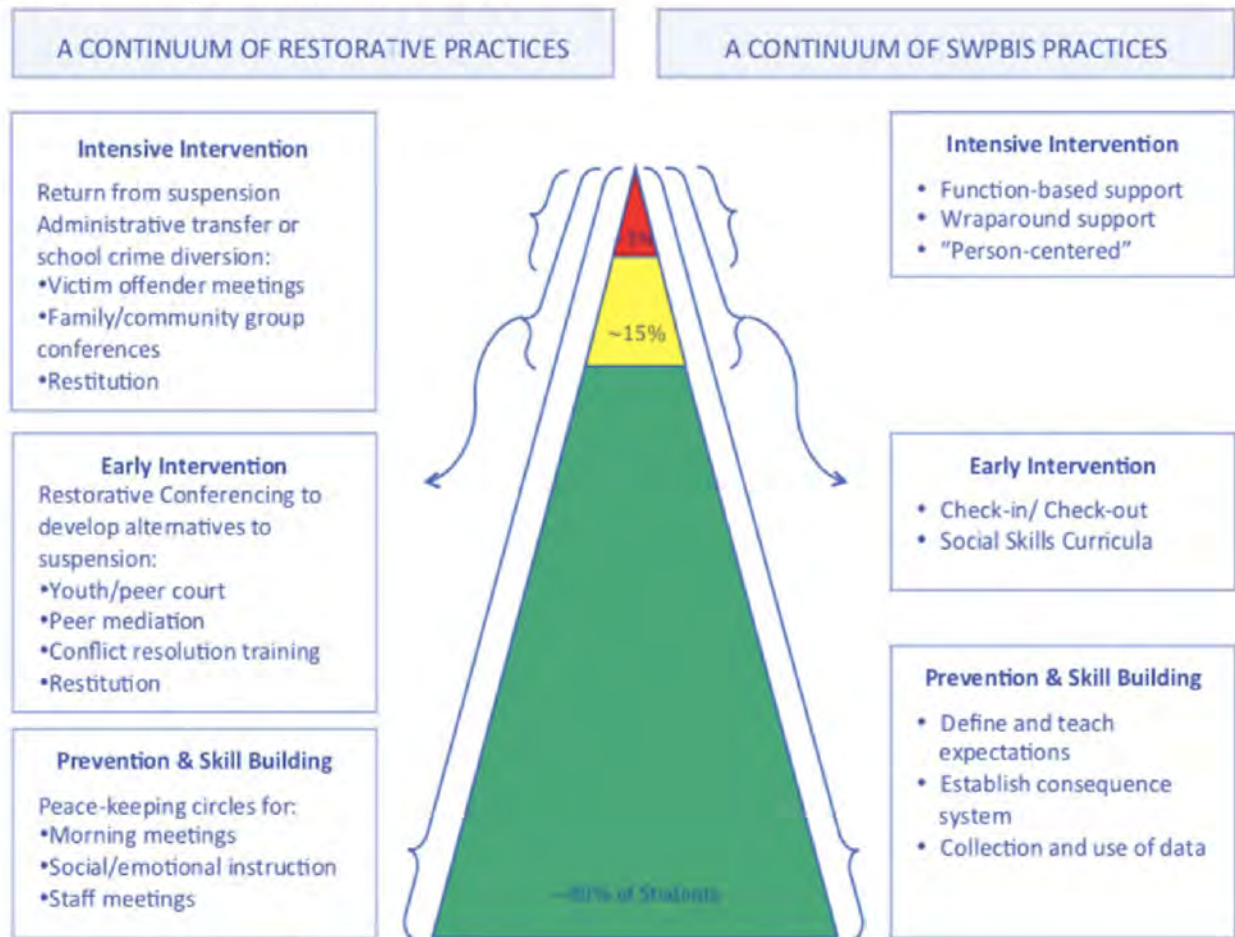 A CONTINUUM OF RESTORATIVE PRACTICES
A CONTINUUM OF SWPBIS PRACTICES
Intensive Intervention
Return from suspension
Administrative transfer or
school crime diversion:
•Victim offender meetings
•Family/community group
conferences
•Restitution
Early Intervention
Restorative Conferencing to
develop alternatives to
suspension:
•Youth/peer court
•Peer mediation
•Conflict resolution training
•Restitution
Prevention & Skill Building
Peace-keeping circles for:
•Morning meetings
•Social/emotional instruction
•Staff meetings
~15%
of Students
Intensive Intervention
• Function-based support
• Wraparound support
• "Person-centered"
Early Intervention
• Check-in/ Check-out
• Social Skills Curricula
Prevention & Skill Building
• Define and teach
expectations
• Establish consequence
system
• Collection and use of data